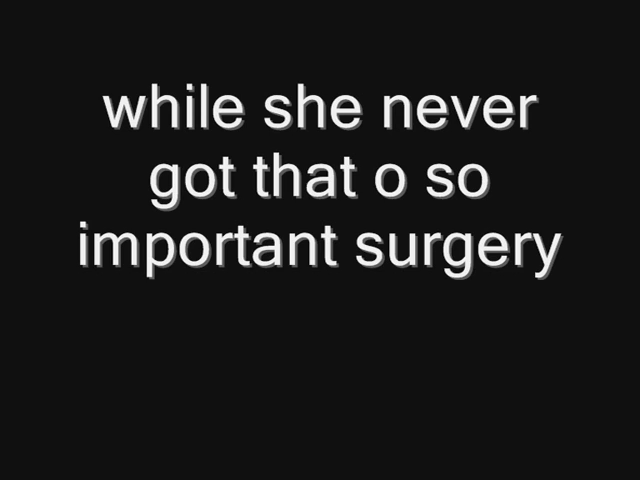 while she never
got that o so
important surgery